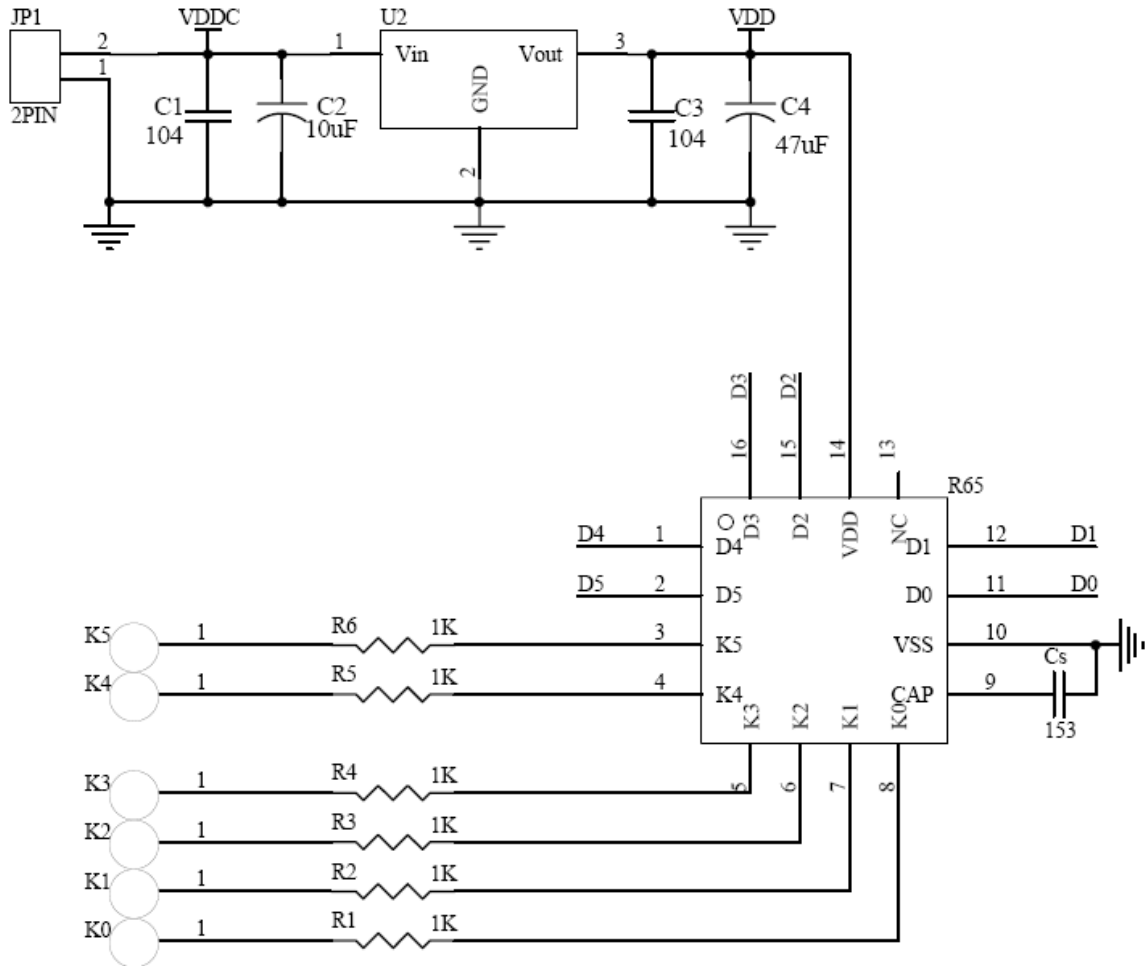 JP1
VDDC
U2
VDD
2
1
Vin
Vout
3
1
GND
2PIN
C1
104
C2
10uF
C3
104
C4
47uF
2
D3
D2
16
15
14
13
R65
D4
1
D4
D3
D2
VDD
NC
D1
12
D1
D5
2
D5
D0
11
D0
K5
1
R6
1K
3
K5
VSS
10
K4
1
R5
1K
4
K4
CAP
9
Cs
153
K3
K2
K1
K0
K3
1
R4
1K
5
6
7
8
K2
1
R3
1K
K1
1
R2
1K
K0
1
R1
1K